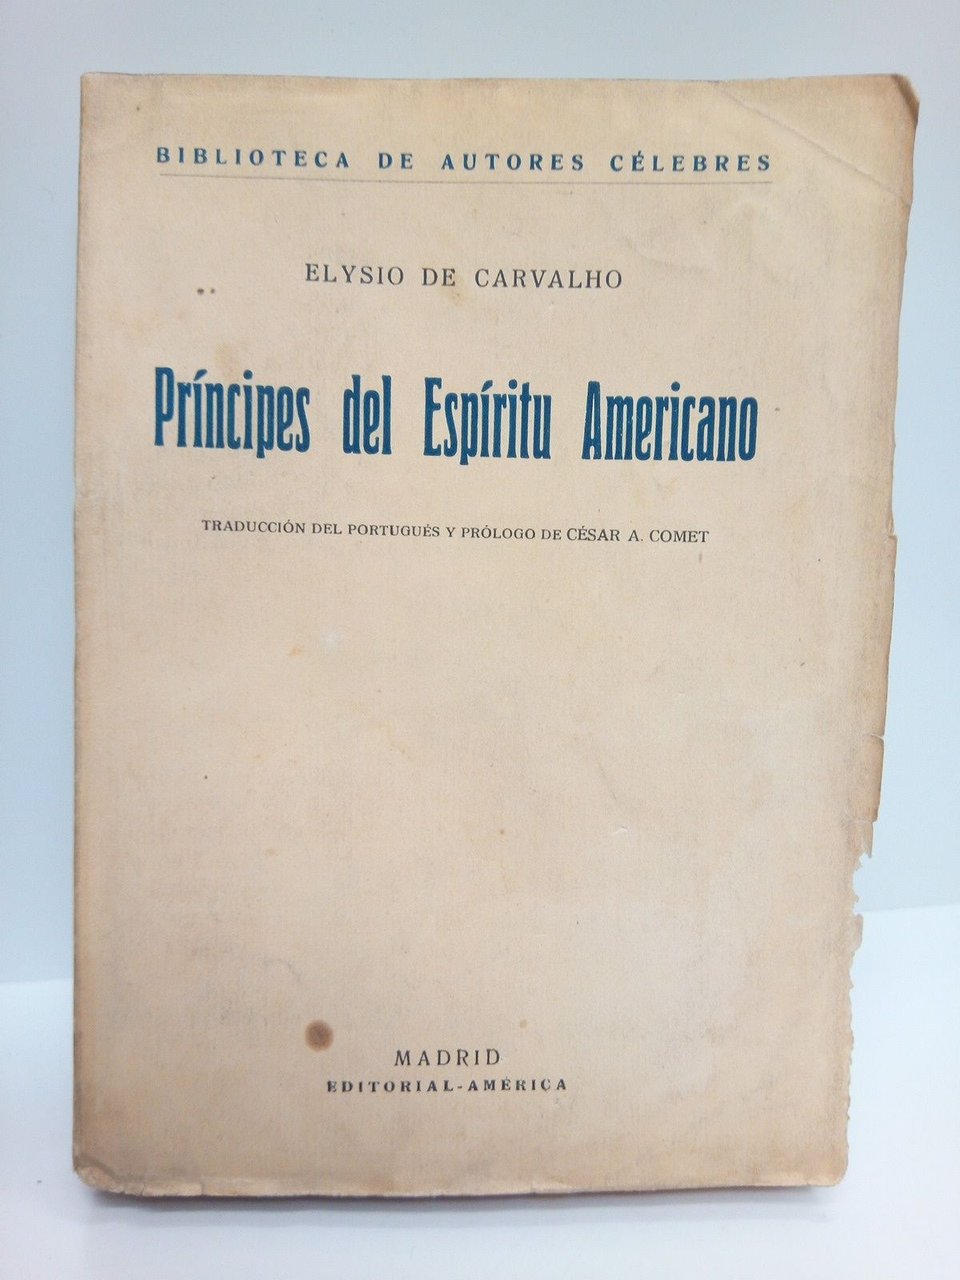 BIBLIOTECA DE AUTORES CÉLEBRES
ELYSIO DE CARVALHO
Príncipes del Espíritu Americano
TRADUCCIÓN DEL PORTUGUÉS Y PRÓLOGO DE CÉSAR A. COMET
MADRID
EDITORIAL-AMÉRICA